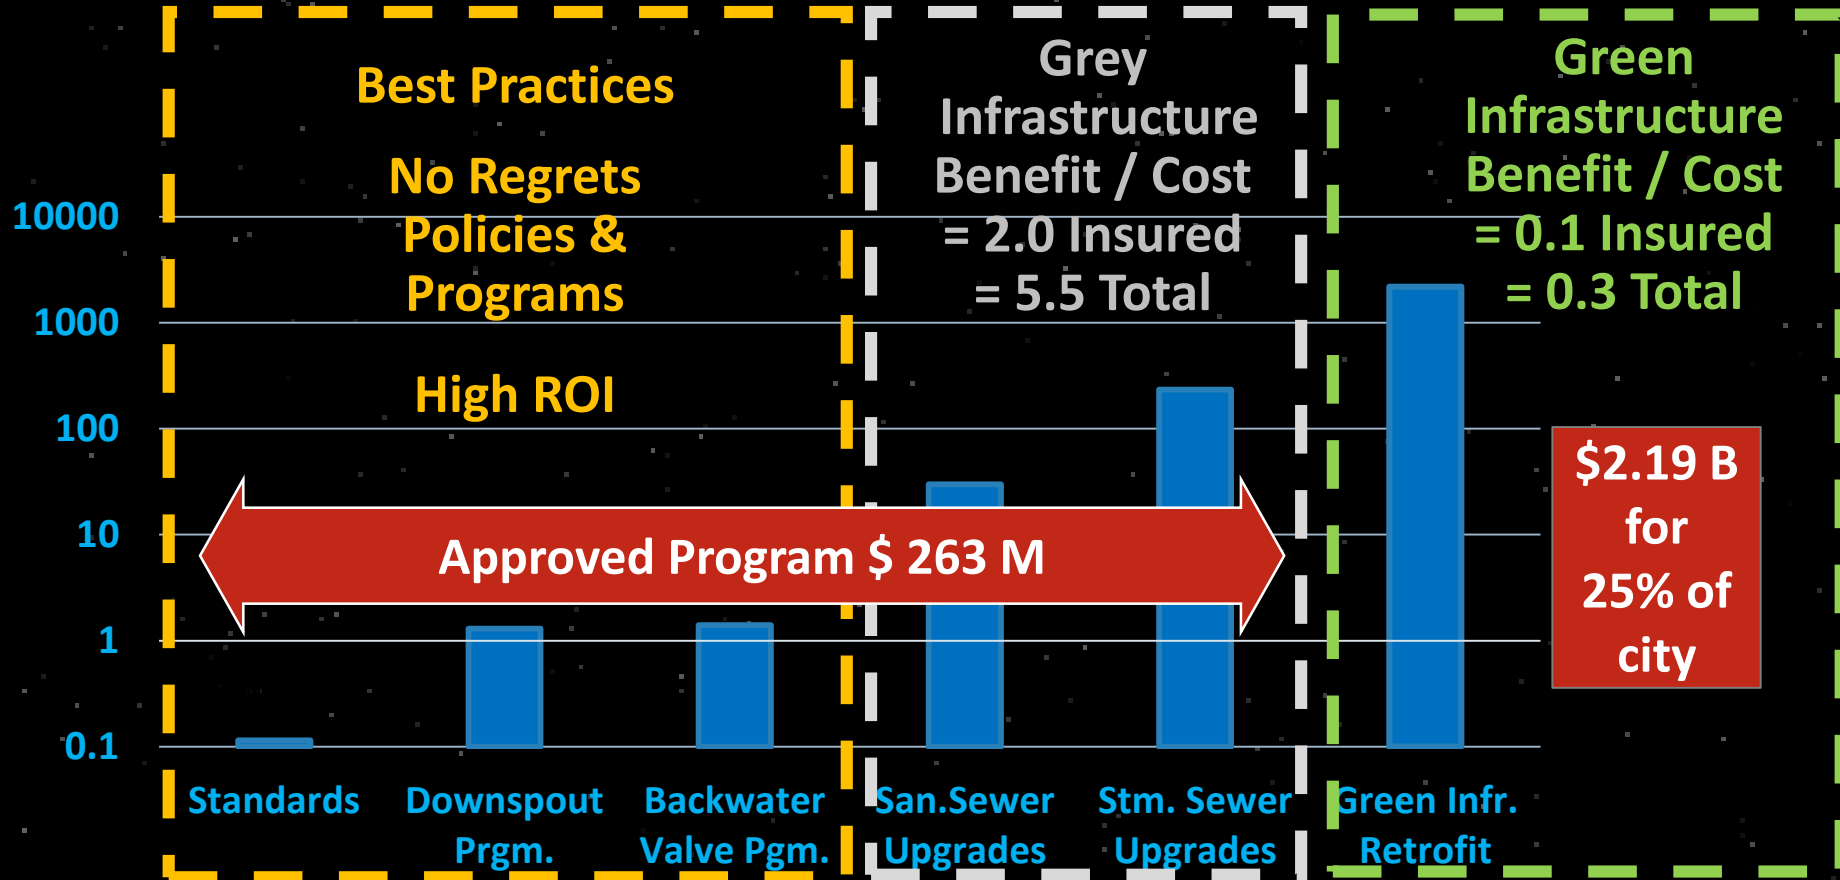 Best Practices
No Regrets
Policies &
Programs
High ROI
Grey
Infrastructure
Benefit / Cost
= 2.0 Insured
= 5.5 Total
Green
Infrastructure
Benefit / Cost
= 0.1 Insured
= 0.3 Total
10000
1000
100
10
1
0.1
Approved Program $ 263 M
$2.19 B
for
25% of
city
Standards
Downspout
Prgm.
Backwater
Valve Pgm.
San.Sewer
Upgrades
Stm. Sewer
Upgrades
Green Infr.
Retrofit